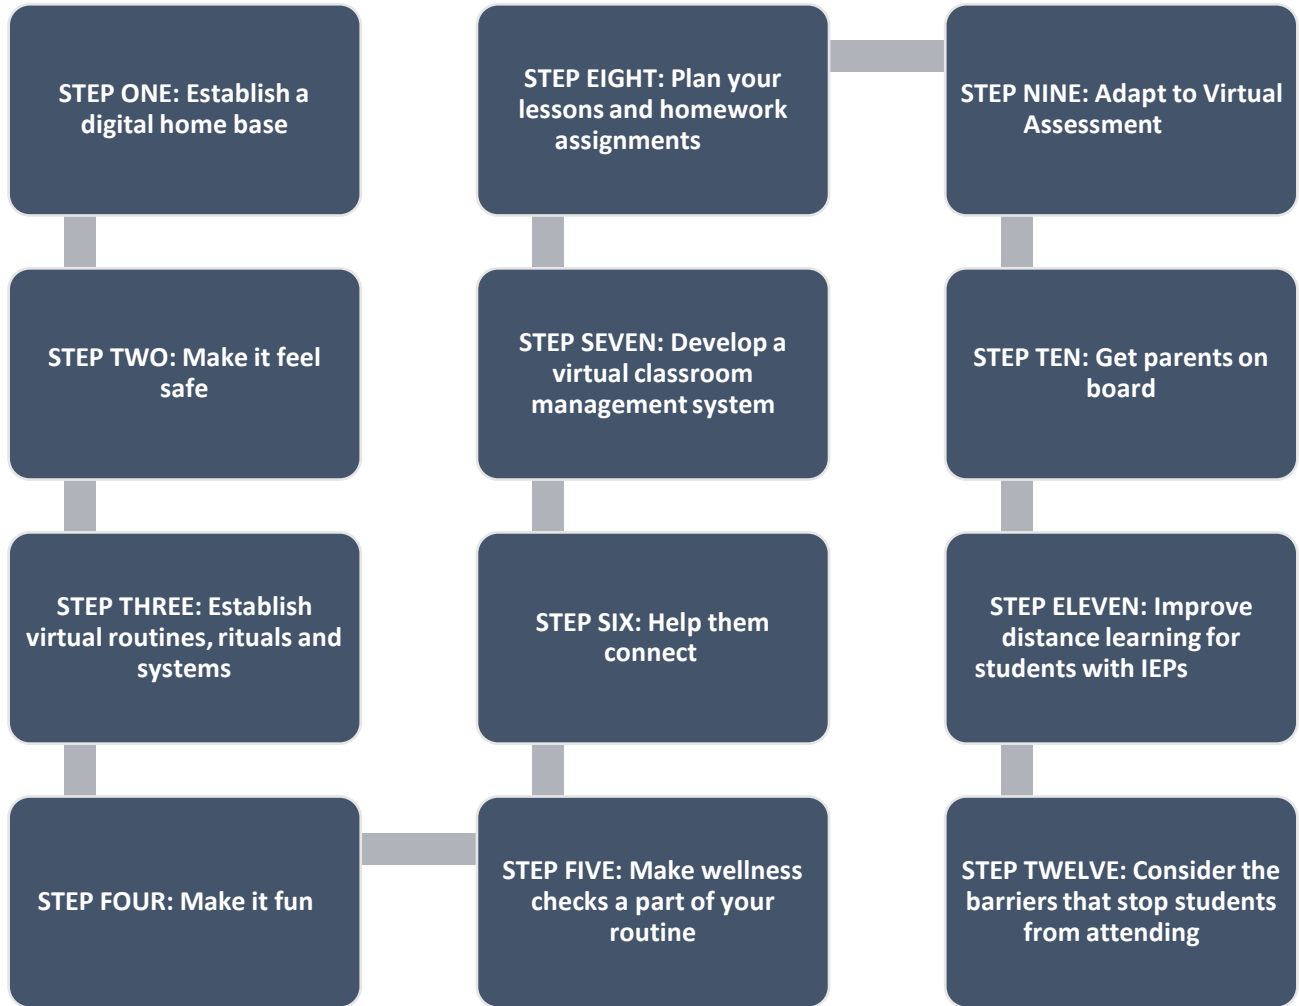 STEP ONE: Establish a
digital home base
STEP TWO: Make it feel
safe
STEP THREE: Establish
virtual routines, rituals and
systems
STEP FOUR: Make it fun
STEP FIVE: Make wellness
checks a part of your
routine
STEP SIX: Help them
connect
STEP SEVEN: Develop a
virtual classroom
management system
STEP EIGHT: Plan your
lessons and homework
assignments
STEP NINE: Adapt to Virtual
Assessment
STEP TEN: Get parents on
board
STEP ELEVEN: Improve
distance learning for
students with IEPs
STEP TWELVE: Consider the
barriers that stop students
from attending